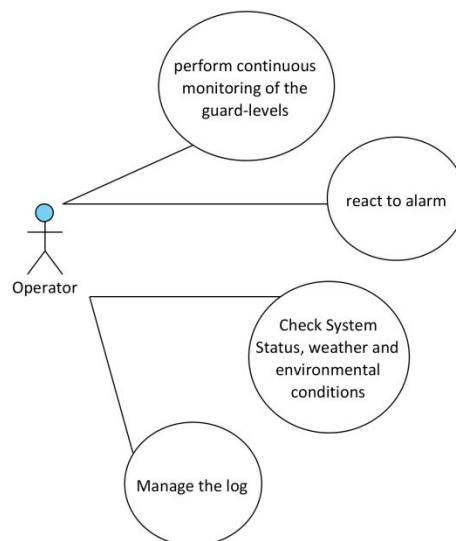 perform continuous
monitoring of the
guard-levels
react to alarm
Operator
Check System
Status, weather and
environmental
conditions
Manage the log